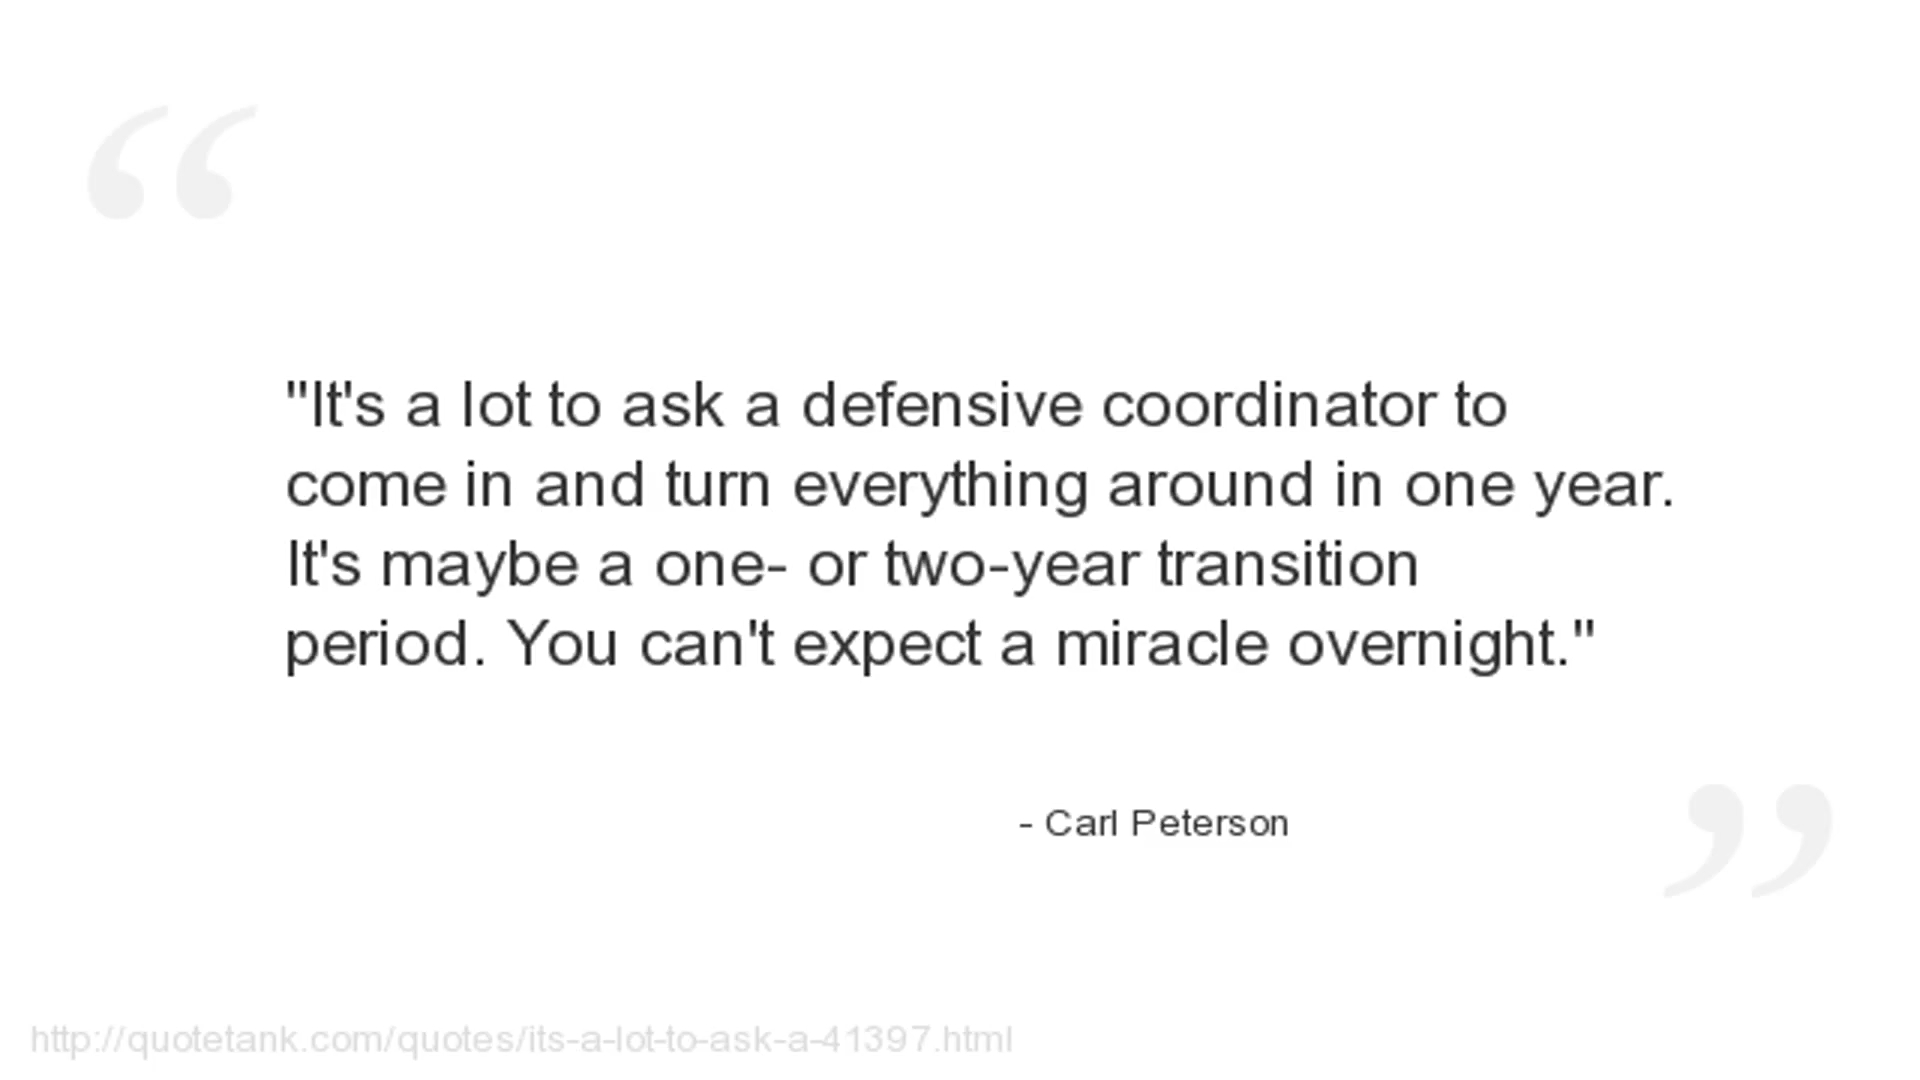 "It's a lot to ask a defensive coordinator to
come in and turn everything around in one year.
It's maybe a one- or two-year transition
period. You can't expect a miracle overnight."
- Carl Peterson
http://quotetank.com/quotes/its-a-lot-to-ask-a-41397.html